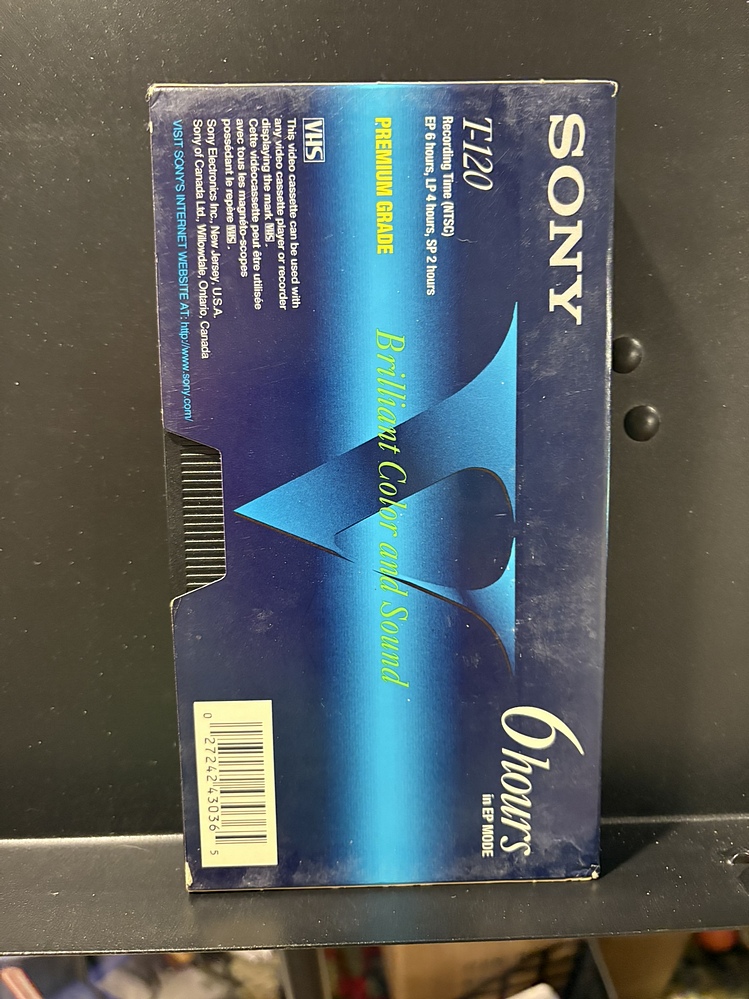 SONY
T-120
Recording Time (NTSC)
EP 6 hours, LP 4 hours, SP 2 hours
PREMIUM GRADE
Brilliant Color and Sound
V
6 hours
in EP MODE
VHS
This video cassette can be used with
any video cassette player or recorder
displaying the mark VHS.
Cette videocassette peut être utilisée
avec tous les magnéto-scopes
possédant le repère VHS.
Sony Electronics Inc., New Jersey, U.S.A.
Sony of Canada Ltd., Willowdale, Ontario, Canada
VISIT SONY'S INTERNET WEBSITE AT: http://www.sony.com/
0 27242 43036 5